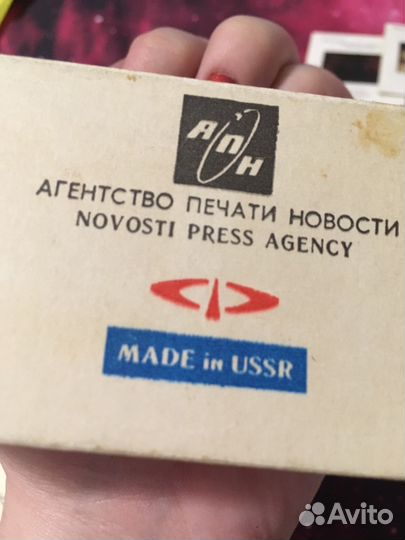 АПН
АГЕНТСТВО ПЕЧАТИ НОВОСТИ
NOVOSTI PRESS AGENCY
MADE in USSR
Avito